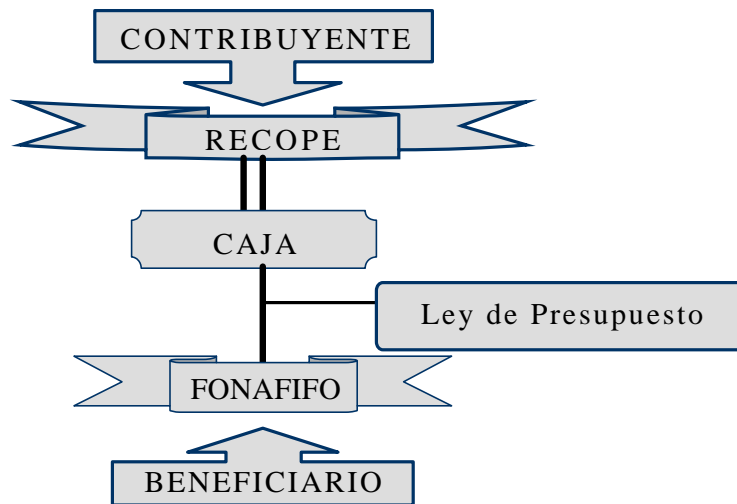 CONTRIBUYENTE
RECOPE
CAJA
Ley de Presupuesto
FONAFIFO
BENEFICIARIO